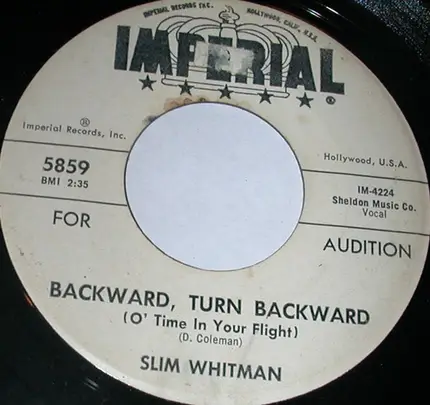 IMPERIAL RECORDS INC. HOLLYWOOD, CALIF., U.S.A.
IMPERIAL
®
®
Imperial Records, Inc.
Hollywood, U.S.A.
5859
BMI 2:35
IM-4224
Sheldon Music Co.
Vocal
FOR
AUDITION
BACKWARD, TURN BACKWARD
(O' Time In Your Flight)
(D. Coleman)
SLIM WHITMAN